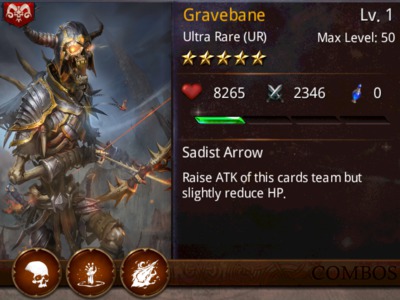 Gravebane Lv. 1
Ultra Rare (UR) Max Level: 50
8265 2346 0
Sadist Arrow
Raise ATK of this cards team but
slightly reduce HP.
COMBOS